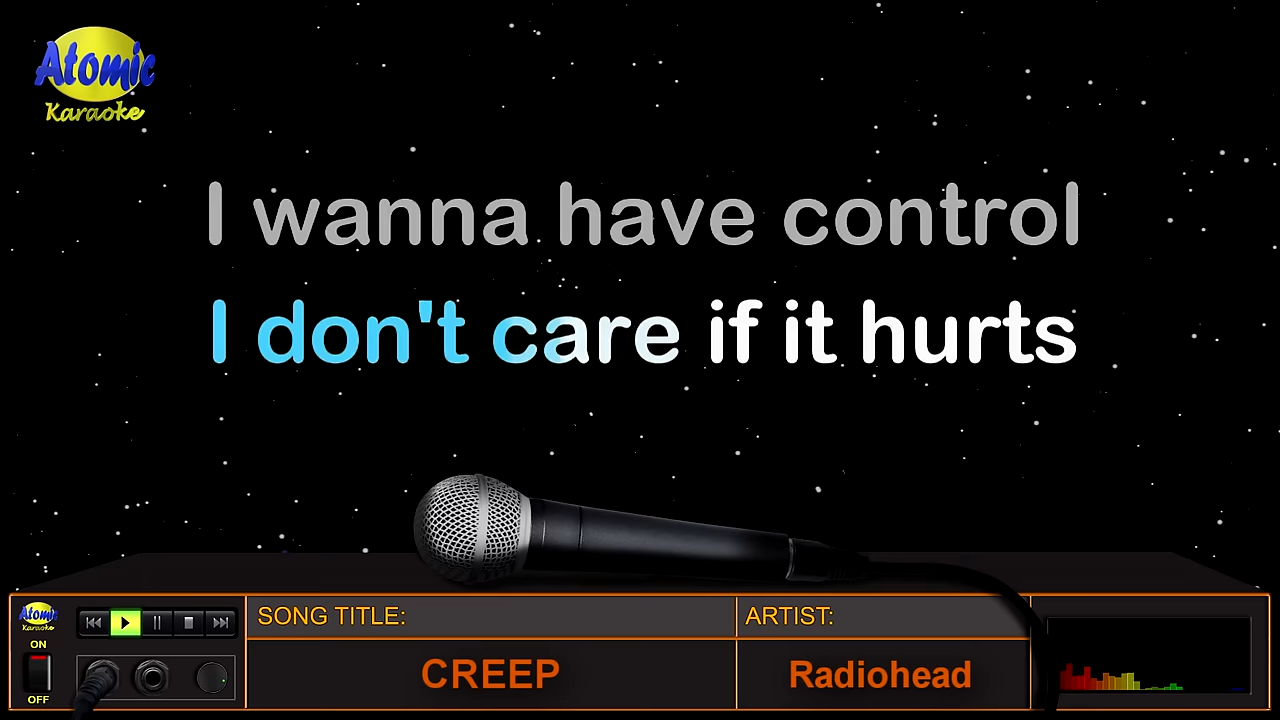 Atomic
Karaoke
I wanna have control
I don't care if it hurts
Atomic
Karaoke
ON
OFF
SONG TITLE:
ARTIST:
CREEP
Radiohead